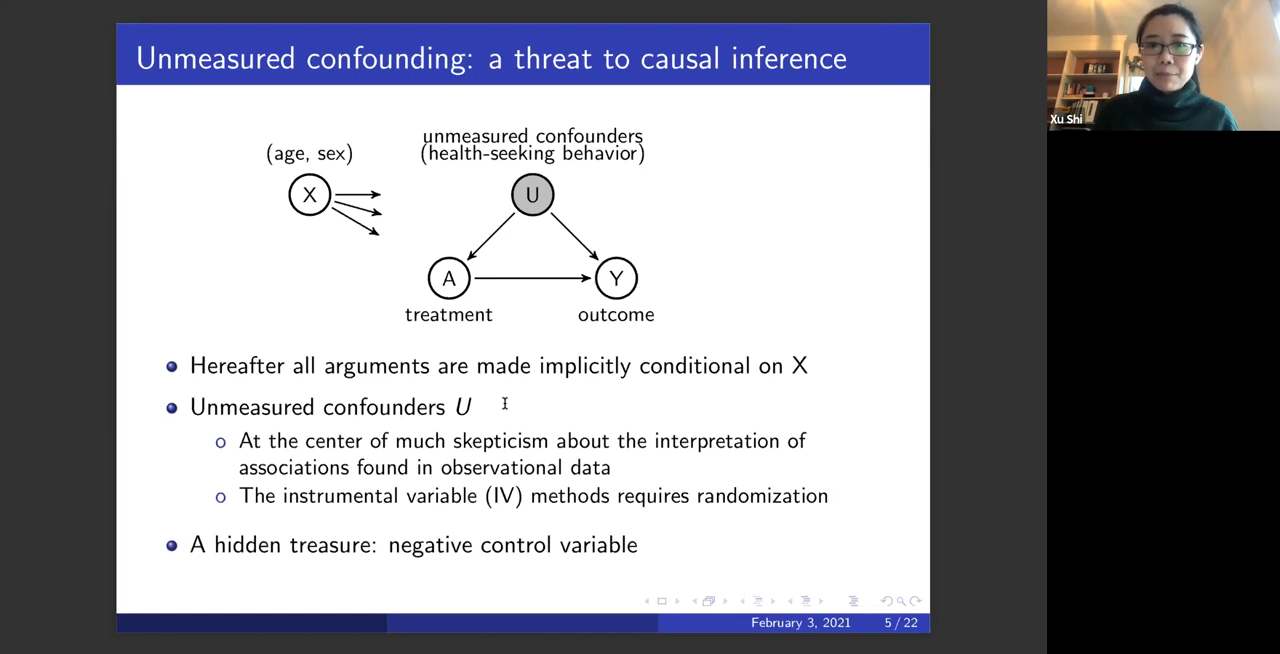 Unmeasured confounding: a threat to causal inference
Xu Shi
unmeasured confounders
(age, sex)
(health-seeking behavior)
X
U
A
Y
treatment
outcome
Hereafter all arguments are made implicitly conditional on X
Unmeasured confounders U
At the center of much skepticism about the interpretation of
associations found in observational data
The instrumental variable (IV) methods requires randomization
A hidden treasure: negative control variable
February 3, 2021
5 / 22